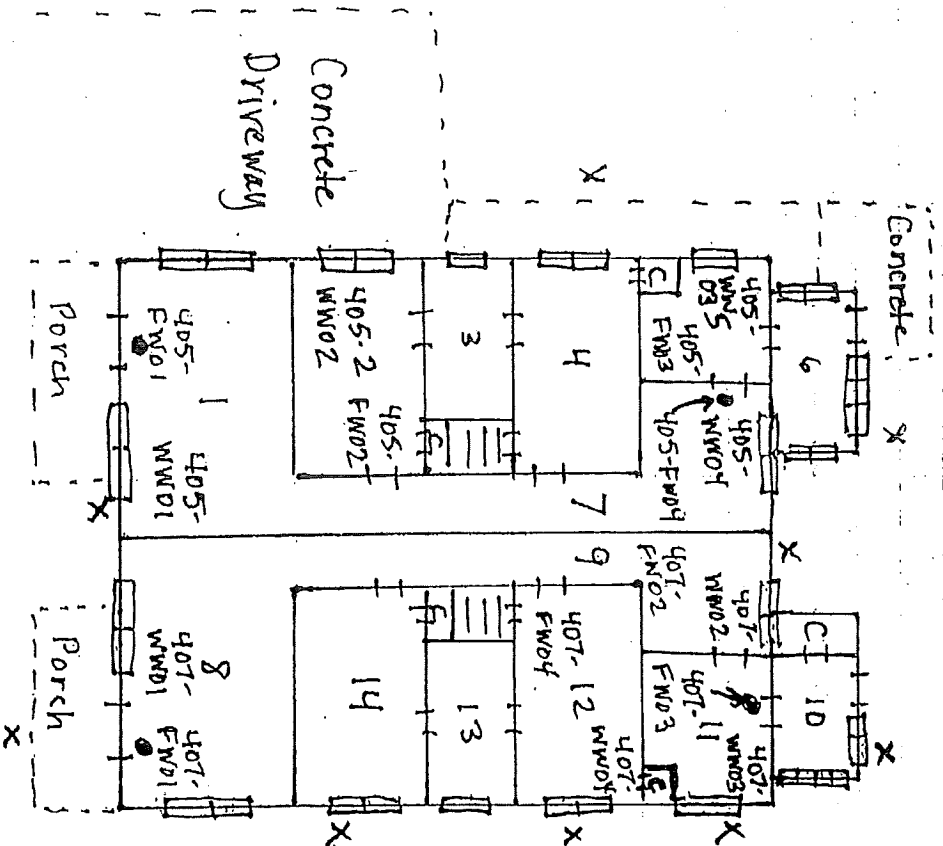 Concrete
X
X
6
C
10
X
405-
WW 5
03
405-
WW04
407-
WW02
407-
WW03
11
X
C
405-
FW03
405-FW04
407-
FW02
407-
FW03
C
X
4
7
9
407-
FW04
12
407-
WW04
X
3
13
C
C
405-2
WW02
405-
FW02
14
X
Concrete
Driveway
1
8
405-
FW01
405-
WW01
407-
WW01
407-
FW01
X
Porch
Porch
X